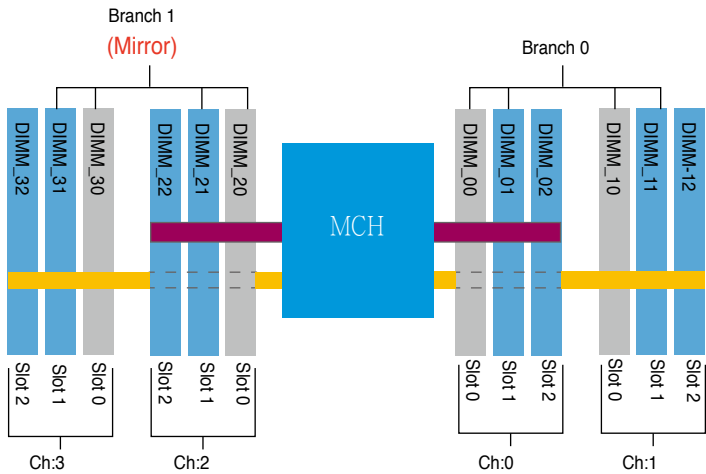 Branch 1
(Mirror)
Branch 0
DIMM_32
DIMM_31
DIMM_30
DIMM_22
DIMM_21
DIMM_20
MCH
DIMM_00
DIMM_01
DIMM_02
DIMM_10
DIMM_11
DIMM-12
Slot 2
Slot 1
Slot 0
Slot 2
Slot 1
Slot 0
Slot 0
Slot 1
Slot 2
Slot 0
Slot 1
Slot 2
Ch:3
Ch:2
Ch:0
Ch:1